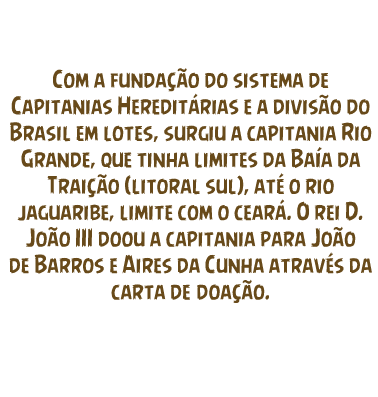 Com a fundação do sistema de
Capitanias Hereditárias e a divisão do
Brasil em lotes, surgiu a capitania Rio
Grande, que tinha limites da Baía da
Traição (litoral sul), até o rio
jaguaribe, limite com o ceará. O rei D.
João III doou a capitania para João
de Barros e Aires da Cunha através da
carta de doação.